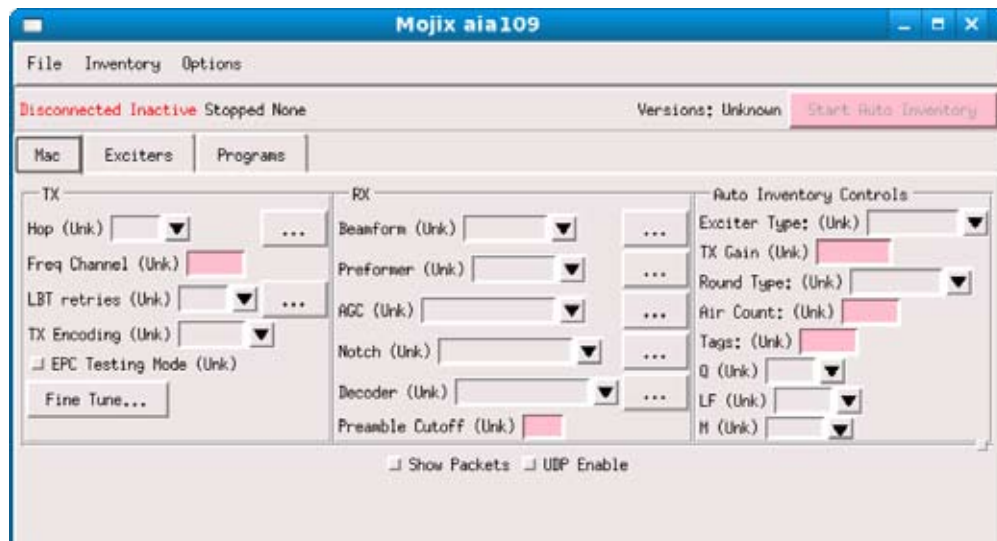 Mojix aia109
File Inventory Options
Disconnected Inactive Stopped None
Versions: Unknown
Start Auto Inventory
Mac
Exciters
Programs
TX
Hop (Unk)
...
Freq Channel (Unk)
LBT retries (Unk)
...
TX Encoding (Unk)
EPC Testing Mode (Unk)
Fine Tune...
RX
Beamform (Unk)
...
Preformer (Unk)
...
AGC (Unk)
...
Notch (Unk)
...
Decoder (Unk)
...
Preamble Cutoff (Unk)
Auto Inventory Controls
Exciter Type: (Unk)
TX Gain (Unk)
Round Type: (Unk)
Air Count: (Unk)
Tags: (Unk)
Q (Unk)
LF (Unk)
M (Unk)
Show Packets
UDP Enable